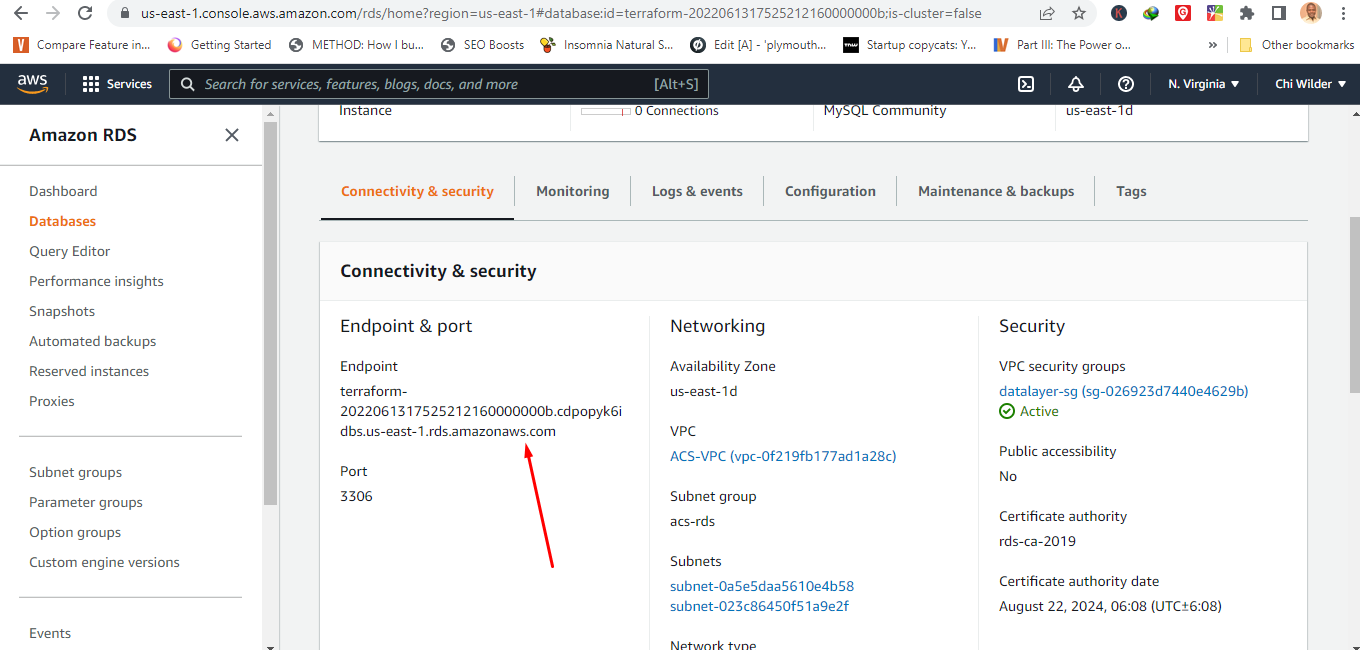 us-east-1.console.aws.amazon.com/rds/home?region=us-east-1#database:id=terraform-20220613175252121600000000b;is-cluster=false
Compare Feature in...
Getting Started
METHOD: How I bu...
SEO Boosts
Insomnia Natural S...
Edit [A] - 'plymouth...
TNW
Startup copycats: Y...
Part III: The Power o...
»
Other bookmarks
aws
Services
Search for services, features, blogs, docs, and more
[Alt+S]
N. Virginia
Chi Wilder
Amazon RDS
Dashboard
Databases
Query Editor
Performance insights
Snapshots
Automated backups
Reserved instances
Proxies
Subnet groups
Parameter groups
Option groups
Custom engine versions
Events
Instance
0 Connections
MySQL Community
us-east-1d
Connectivity & security
Monitoring
Logs & events
Configuration
Maintenance & backups
Tags
Connectivity & security
Endpoint & port
Endpoint
terraform-
20220613175252121600000000b.cdpopyk6i
dbs.us-east-1.rds.amazonaws.com
Port
3306
Networking
Availability Zone
us-east-1d
VPC
ACS-VPC (vpc-0f219fb177ad1a28c)
Subnet group
acs-rds
Subnets
subnet-0a5e5daa5610e4b58
subnet-023c86450f51a9e2f
Network type
Security
VPC security groups
datalayer-sg (sg-026923d7440e4629b)
Active
Public accessibility
No
Certificate authority
rds-ca-2019
Certificate authority date
August 22, 2024, 06:08 (UTC±6:08)